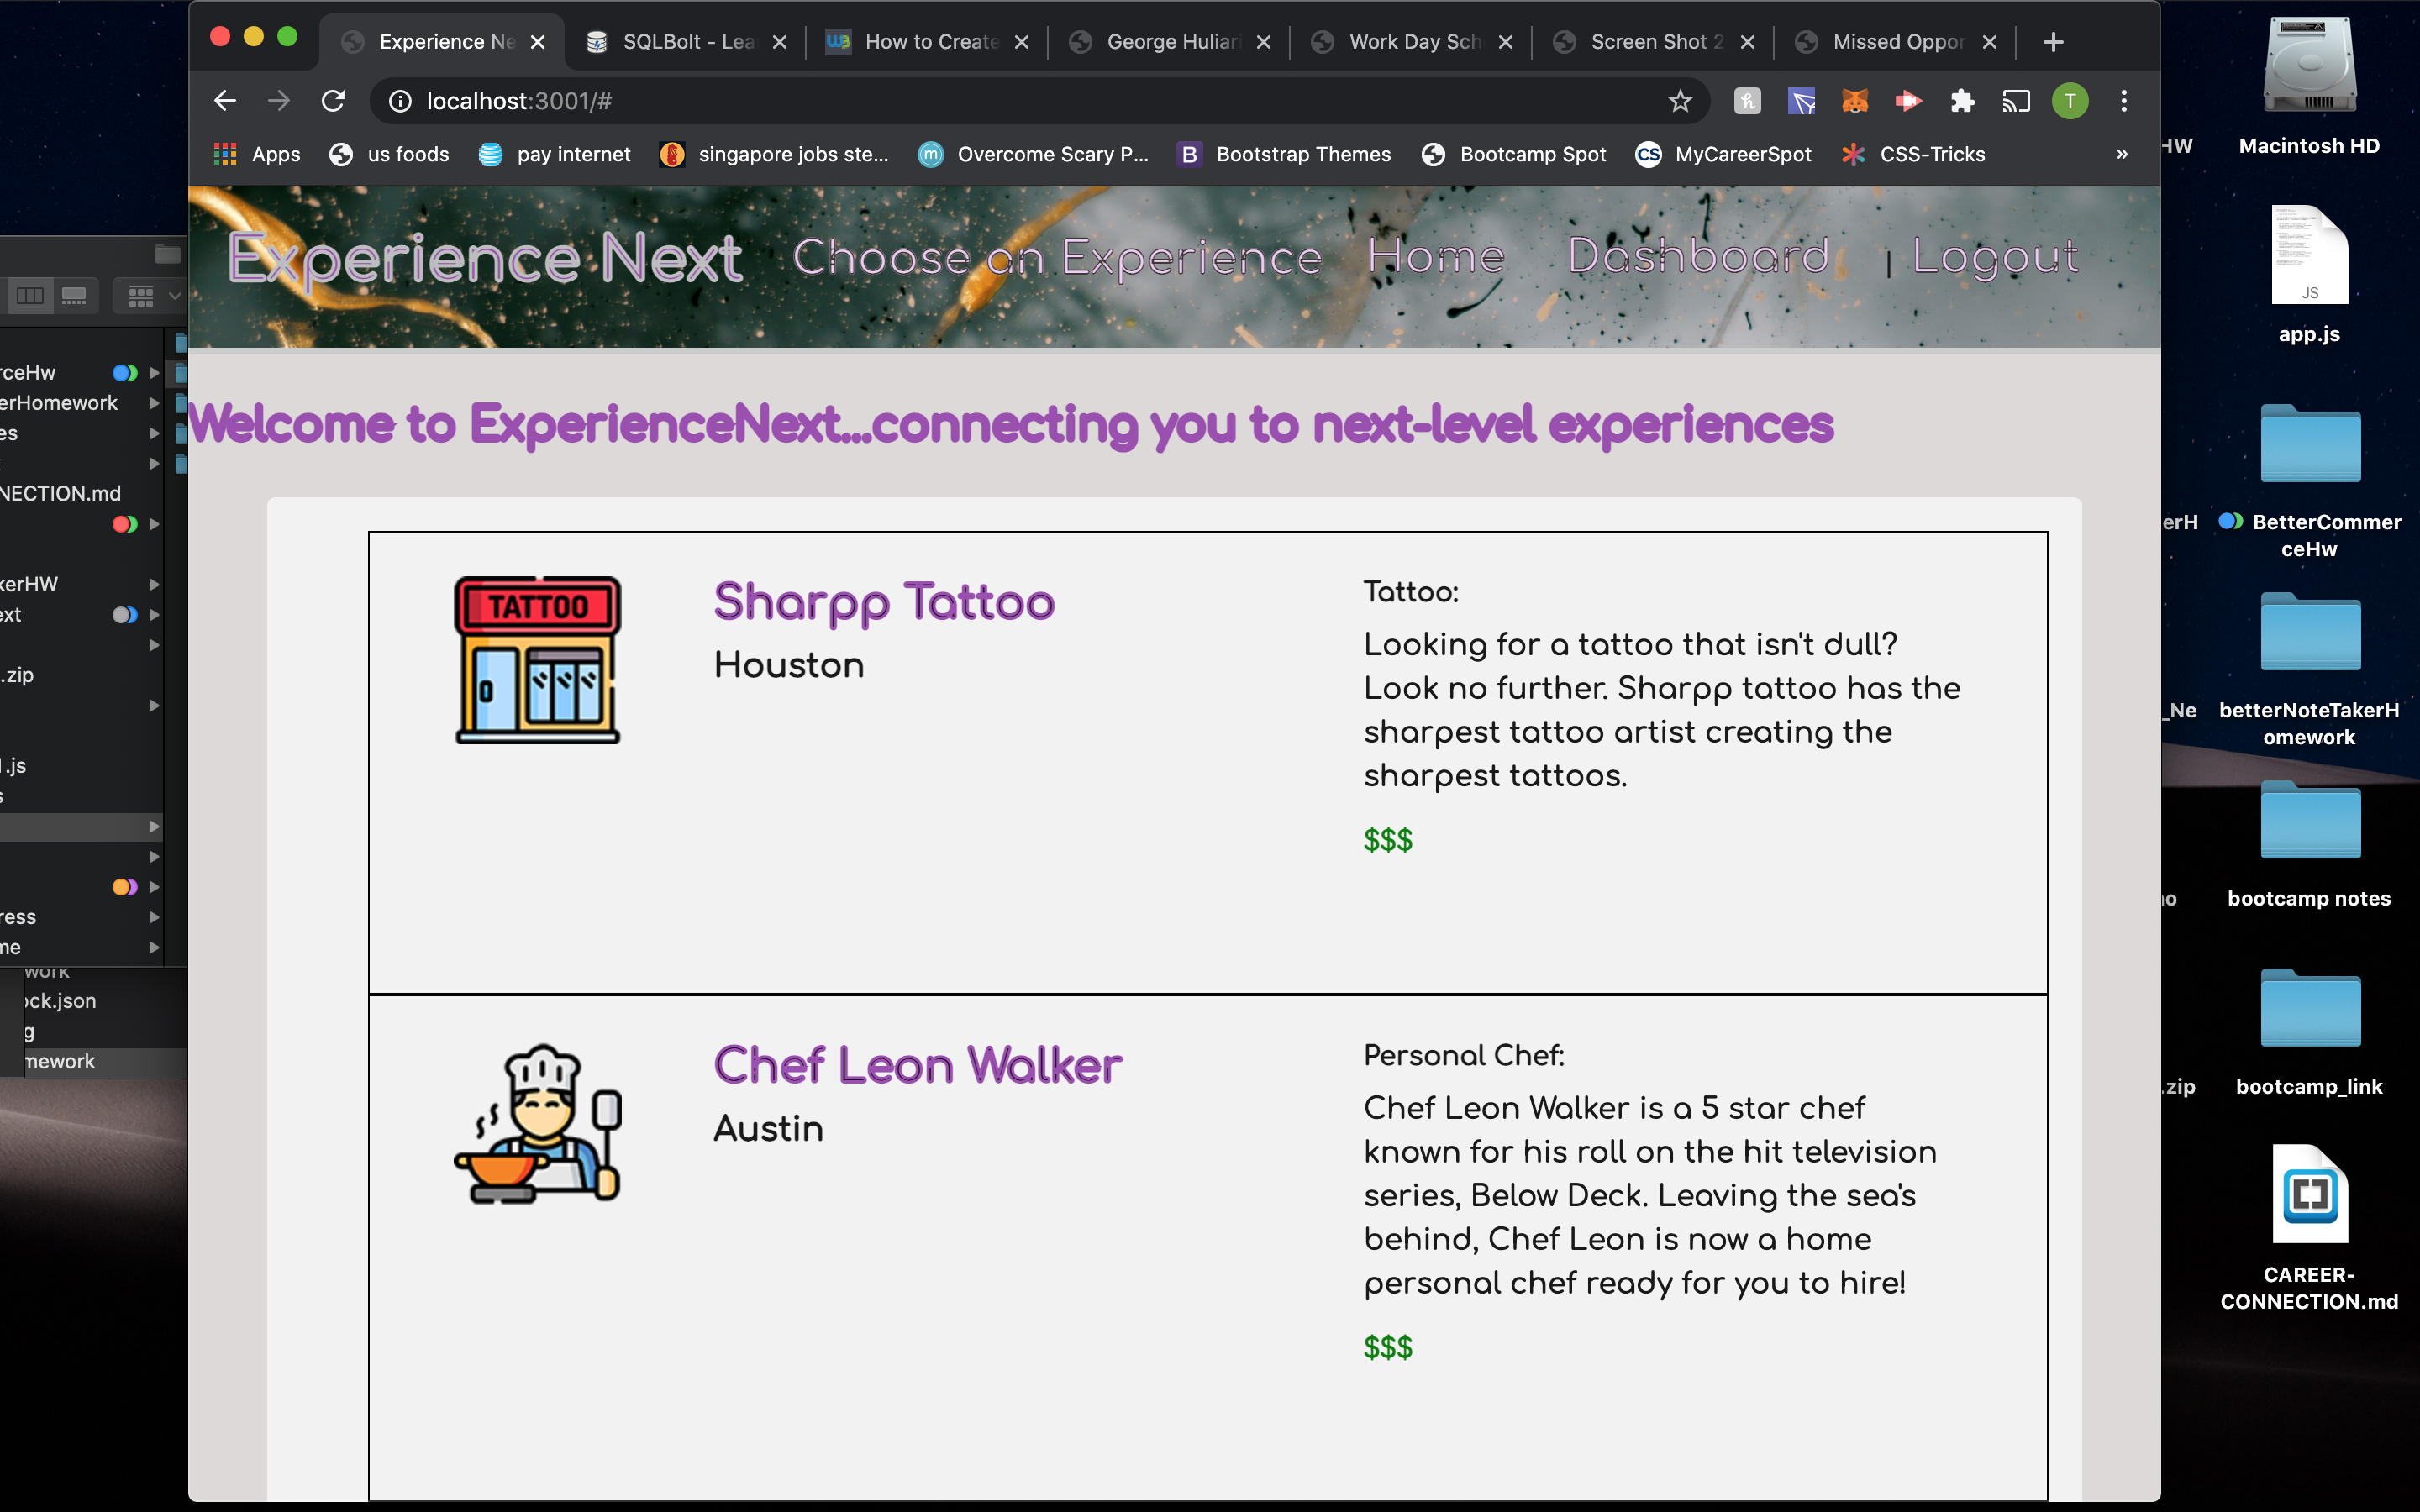 Experience Ne
SQLBolt - Lea
How to Create
George Huliari
Work Day Sch
Screen Shot 2
Missed Oppor
localhost:3001/#
T
Apps
us foods
pay internet
singapore jobs ste...
Overcome Scary P...
Bootstrap Themes
Bootcamp Spot
MyCareerSpot
CSS-Tricks
»
Experience Next
Choose an Experience
Home
Dashboard
|
Logout
Welcome to ExperienceNext...connecting you to next-level experiences
TATTOO
Sharpp Tattoo
Houston
Tattoo:
Looking for a tattoo that isn't dull?
Look no further. Sharpp tattoo has the
sharpest tattoo artist creating the
sharpest tattoos.
$$$
Chef Leon Walker
Austin
Personal Chef:
Chef Leon Walker is a 5 star chef
known for his roll on the hit television
series, Below Deck. Leaving the sea's
behind, Chef Leon is now a home
personal chef ready for you to hire!
$$$
rceHw
erHomework
es
NECTION.md
kerHW
ext
.zip
.js
s
ress
me
work
ock.json
g
mework
HW
Macintosh HD
JS
app.js
erH
BetterCommer
ceHw
_Ne
betterNoteTakerH
omework
bootcamp notes
.zip
bootcamp_link
CAREER-
CONNECTION.md